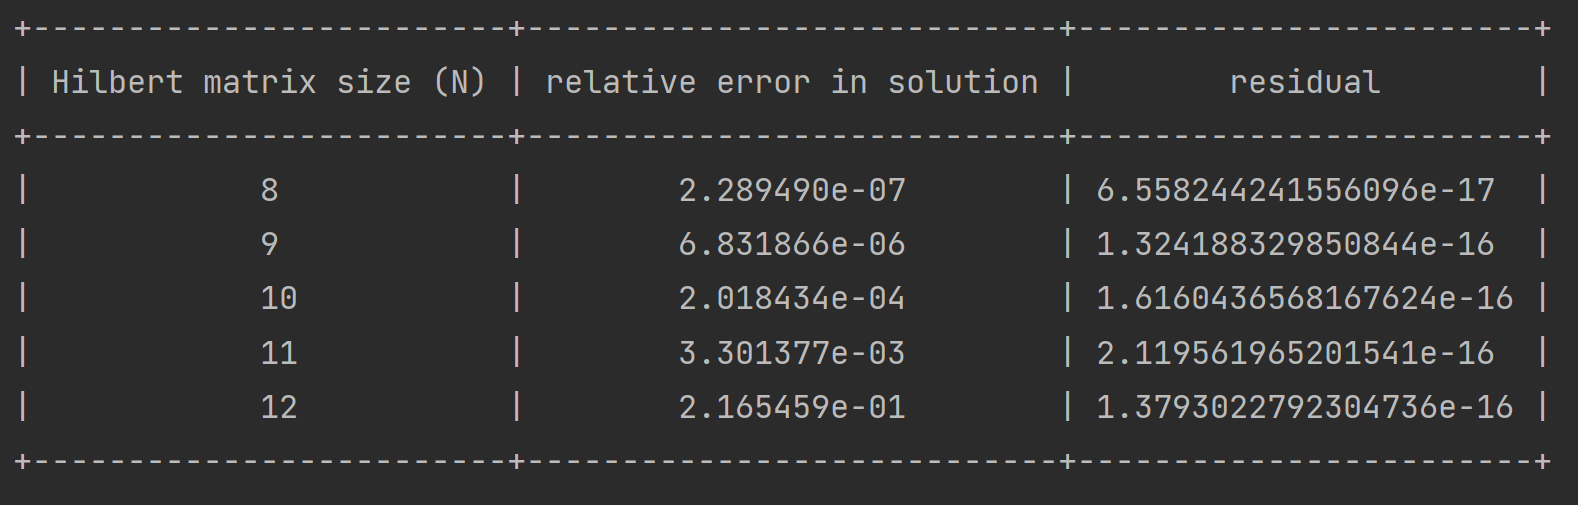 +-------------------------+----------------------------+------------------------+
| Hilbert matrix size (N) | relative error in solution |        residual        |
+-------------------------+----------------------------+------------------------+
|            8            |        2.289490e-07        | 6.558244241556096e-17  |
|            9            |        6.831866e-06        | 1.324188329850844e-16  |
|            10           |        2.018434e-04        | 1.6160436568167624e-16 |
|            11           |        3.301377e-03        | 2.119561965201541e-16  |
|            12           |        2.165459e-01        | 1.3793022792304736e-16 |
+-------------------------+----------------------------+------------------------+